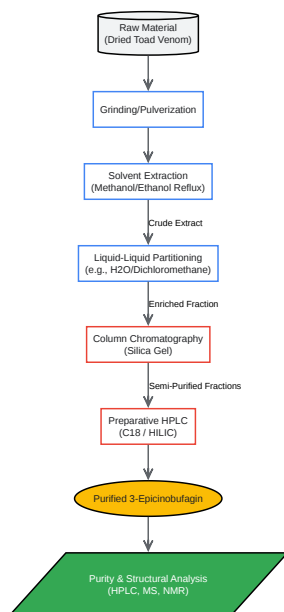 Raw Material
(Dried Toad Venom)
Grinding/Pulverization
Solvent Extraction
(Methanol/Ethanol Reflux)
Crude Extract
Liquid-Liquid Partitioning
(e.g., H2O/Dichloromethane)
Enriched Fraction
Column Chromatography
(Silica Gel)
Semi-Purified Fractions
Preparative HPLC
(C18 / HILIC)
Purified 3-Epicinobufagin
Purity & Structural Analysis
(HPLC, MS, NMR)